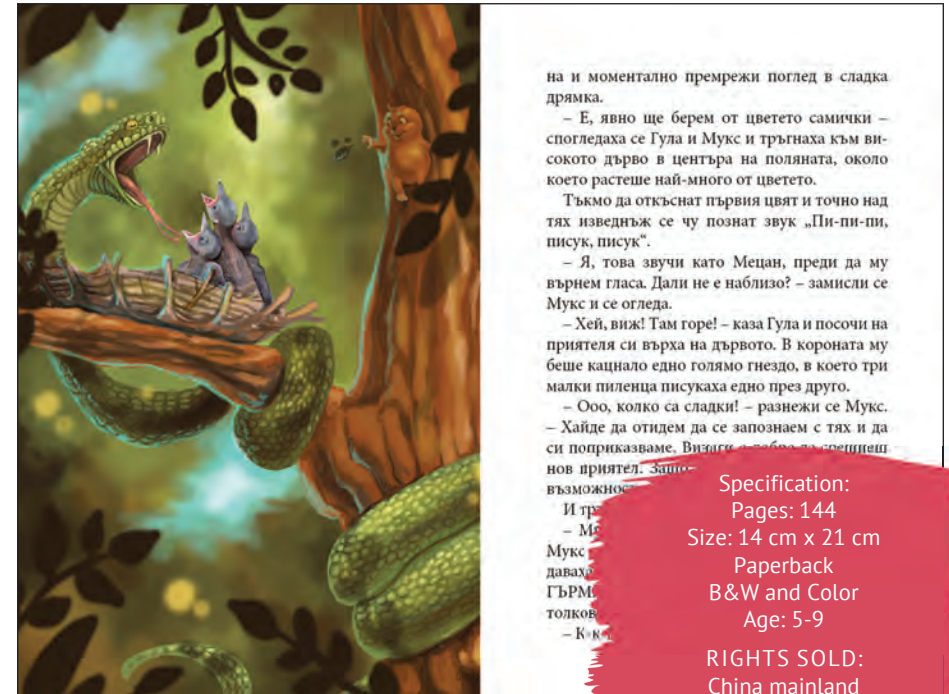 на и моментално премрежи поглед в сладка
дрямка.
– Е, явно ще берем от цветето самички –
спогледаха се Гула и Мукс и тръгнаха към ви-
сокото дърво в центъра на поляната, около
което растеше най-много от цветето.
Тъкмо да откъснат първия цвят и точно над
тях изведнъж се чу познат звук „Пи-пи-пи,
писук, писук“.
– Я, това звучи като Мецан, преди да му
върнем гласа. Дали не е наблизо? – замисли се
Мукс и се огледа.
– Хей, виж! Там горе! – каза Гула и посочи на
приятеля си върха на дървото. В короната му
беше кацнало едно голямо гнездо, в което три
малки пиленца писукаха едно през друго.
– Ооо, колко са сладки! – разнежи се Мукс.
– Хайде да отидем да се запознаем с тях и да
си поприказваме.
нов приятел.
И
Мукс
Specification:
Pages: 144
Size: 14 cm x 21 cm
Paperback
B&W and Color
Age: 5-9
RIGHTS SOLD:
China mainland